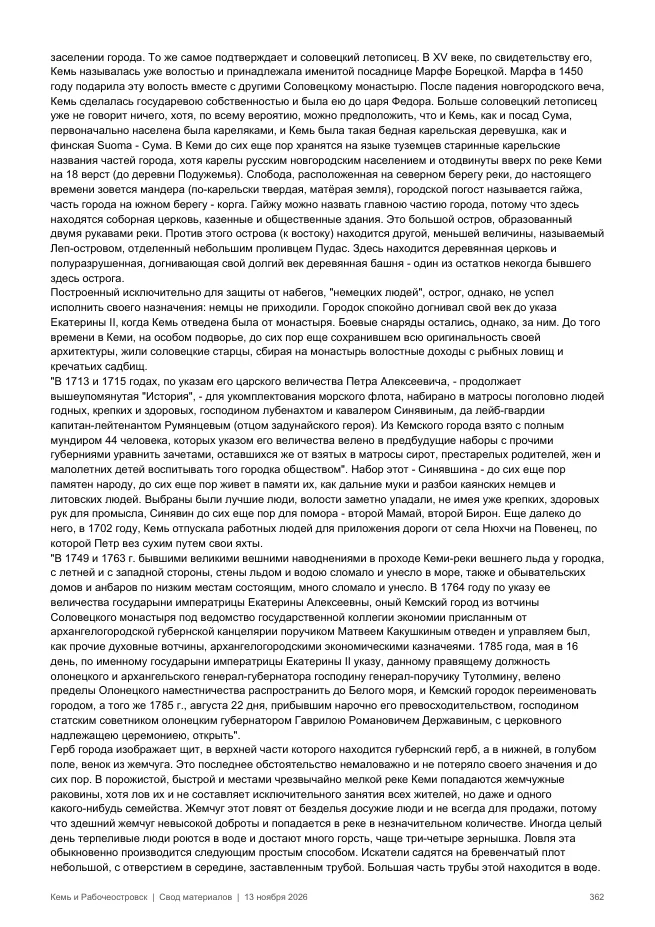 заселении города. То же самое подтверждает и соловецкий летописец. В XV веке, по свидетельству его,
Кемь называлась уже волостью и принадлежала именитой посаднице Марфе Борецкой. Марфа в 1450
году подарила эту волость вместе с другими Соловецкому монастырю. После падения новгородского веча,
Кемь сделалась государевою собственностью и была ею до царя Федора. Больше соловецкий летописец
уже не говорит ничего, хотя, по всему вероятию, можно предположить, что и Кемь, как и посад Сума,
первоначально населена была кареляками, и Кемь была такая бедная карельская деревушка, как и
финская Suoma - Сума. В Кеми до сих еще пор хранятся на языке туземцев старинные карельские
названия частей города, хотя карелы русским новгородским населением и отодвинуты вверх по реке Кеми
на 18 верст (до деревни Подужемья). Слобода, расположенная на северном берегу реки, до настоящего
времени зовется мандера (по-карельски твердая, матёрая земля), городской погост называется гайжа,
часть города на южном берегу - корга. Гайжу можно назвать главною частию города, потому что здесь
находятся соборная церковь, казенные и общественные здания. Это большой остров, образованный
двумя рукавами реки. Против этого острова (к востоку) находится другой, меньшей величины, называемый
Леп-островом, отделенный небольшим проливцем Пудас. Здесь находится деревянная церковь и
полуразрушенная, догнивающая свой долгий век деревянная башня - один из остатков некогда бывшего
здесь острога.
Построенный исключительно для защиты от набегов, "немецких людей", острог, однако, не успел
исполнить своего назначения: немцы не приходили. Городок спокойно догнивал свой век до указа
Екатерины II, когда Кемь отведена была от монастыря. Боевые снаряды остались, однако, за ним. До того
времени в Кеми, на особом подворье, до сих пор еще сохранившем всю оригинальность своей
архитектуры, жили соловецкие старцы, сбирая на монастырь волостные доходы с рыбных ловищ и
кречатьих садбищ.
"В 1713 и 1715 годах, по указам его царского величества Петра Алексеевича, - продолжает
вышеупомянутая "История", - для укомплектования морского флота, набирано в матросы поголовно людей
годных, крепких и здоровых, господином лубенахтом и кавалером Синявиным, да лейб-гвардии
капитан-лейтенантом Румянцевым (отцом задунайского героя). Из Кемского города взято с полным
мундиром 44 человека, которых указом его величества велено в предбудущие наборы с прочими
губерниями уравнить зачетами, оставшихся же от взятых в матросы сирот, престарелых родителей, жен и
малолетних детей воспитывать того городка обществом". Набор этот - Синявшина - до сих еще пор
памятен народу, до сих еще пор живет в памяти их, как дальние муки и разбои каянских немцев и
литовских людей. Выбраны были лучшие люди, волости заметно упадали, не имея уже крепких, здоровых
рук для промысла, Синявин до сих еще пор для помора - второй Мамай, второй Бирон. Еще далеко до
него, в 1702 году, Кемь отпускала работных людей для приложения дороги от села Нюхчи на Повенец, по
которой Петр вез сухим путем свои яхты.
"В 1749 и 1763 г. бывшими великими вешними наводнениями в проходе Кеми-реки вешнего льда у городка,
с летней и с западной стороны, стены льдом и водою сломало и унесло в море, также и обывательских
домов и анбаров по низким местам состоящим, много сломало и унесло. В 1764 году по указу ее
величества государыни императрицы Екатерины Алексеевны, оный Кемский город из вотчины
Соловецкого монастыря под ведомство государственной коллегии экономии присланным от
архангелогородской губернской канцелярии поручиком Матвеем Какушкиным отведен и управляем был,
как прочие духовные вотчины, архангелогородскими экономическими казначеями. 1785 года, мая в 16
день, по именному государыни императрицы Екатерины II указу, данному правящему должность
олонецкого и архангельского генерал-губернатора господину генерал-поручику Тутолмину, велено
пределы Олонецкого наместничества распространить до Белого моря, и Кемский городок переименовать
городом, а того же 1785 г., августа 22 дня, прибывшим нарочно его превосходительством, господином
статским советником олонецким губернатором Гаврилою Романовичем Державиным, с церковного
надлежащею церемониею, открыть".
Герб города изображает щит, в верхней части которого находится губернский герб, а в нижней, в голубом
поле, венок из жемчуга. Это последнее обстоятельство немаловажно и не потеряло своего значения и до
сих пор. В порожистой, быстрой и местами чрезвычайно мелкой реке Кеми попадаются жемчужные
раковины, хотя лов их и не составляет исключительного занятия всех жителей, но даже и одного
какого-нибудь семейства. Жемчуг этот ловят от безделья досужие люди и не всегда для продажи, потому
что здешний жемчуг невысокой доброты и попадается в реке в незначительном количестве. Иногда целый
день терпеливые люди роются в воде и достают много горсть, чаще три-четыре зернышка. Ловля эта
обыкновенно производится следующим простым способом. Искатели садятся на бревенчатый плот
небольшой, с отверстием в середине, заставленным трубой. Большая часть трубы этой находится в воде.
Кемь и Рабочеостровск | Свод материалов | 13 ноября 2026
362